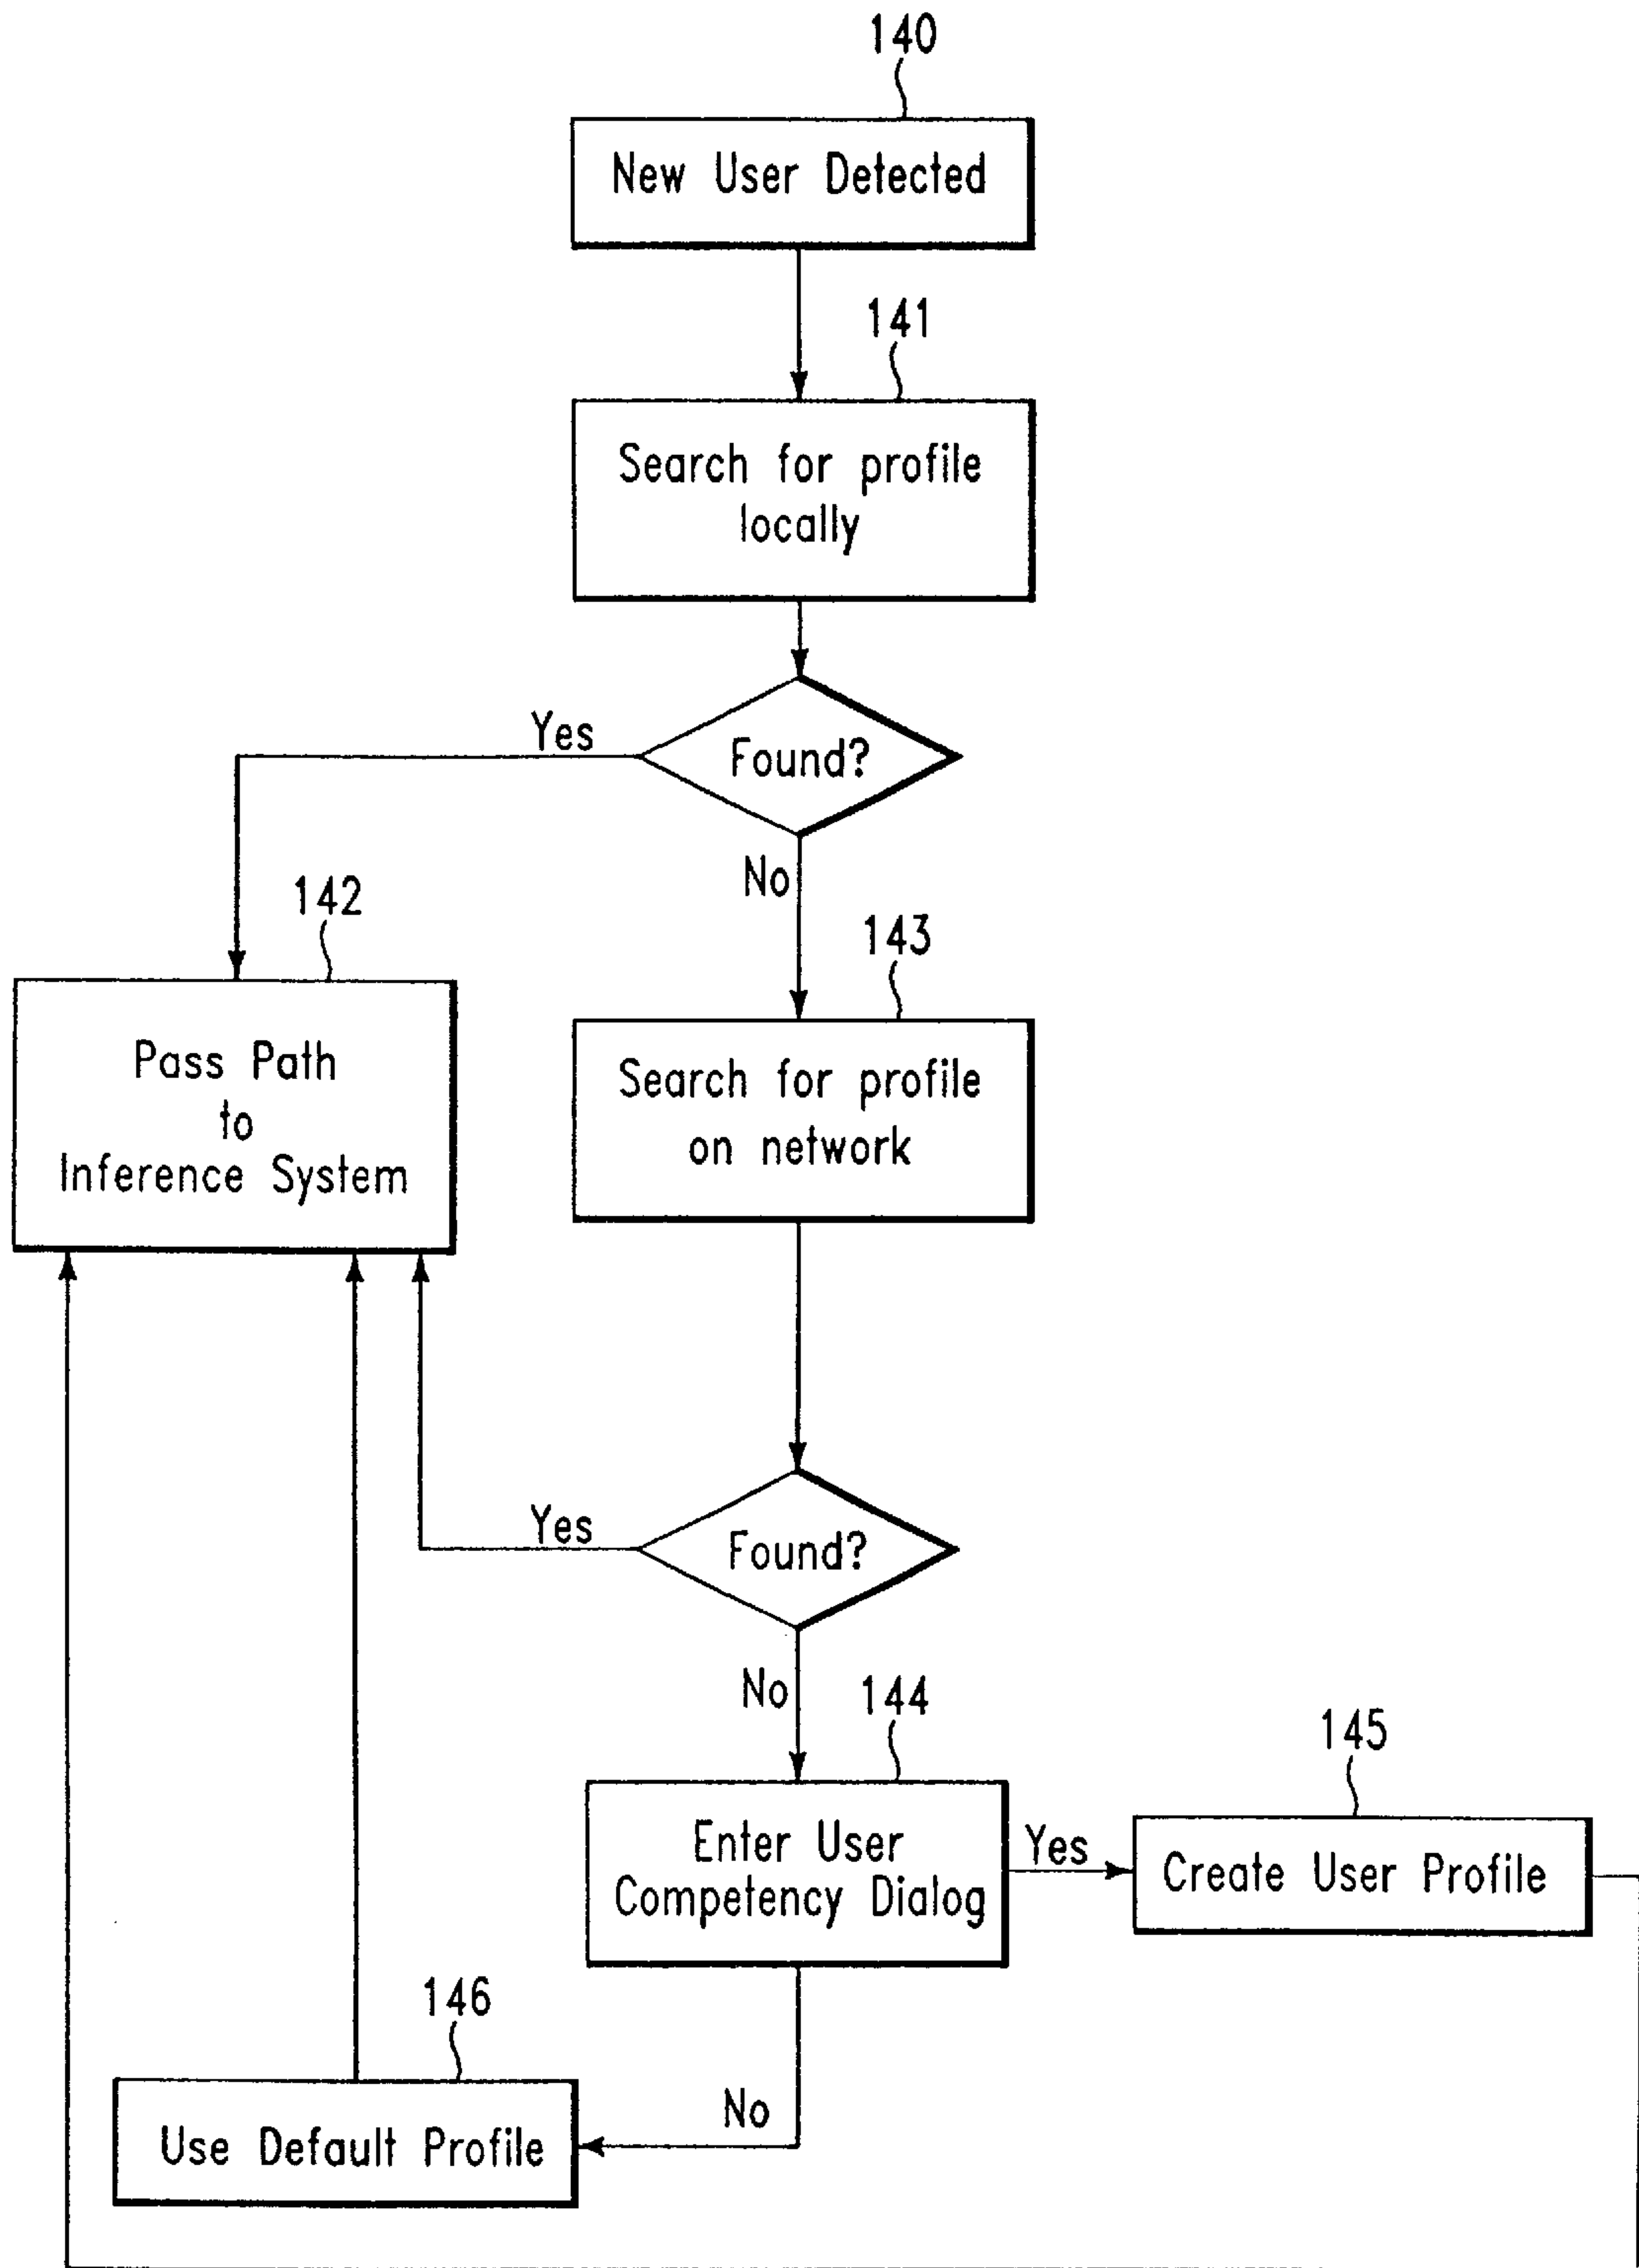 140
New User Detected
141
Search for profile
locally
Yes
Found?
No
142
143
Pass Path
to
Inference System
Search for profile
on network
Yes
Found?
No
144
145
Enter User
Competency Dialog
Yes
Create User Profile
146
No
Use Default Profile